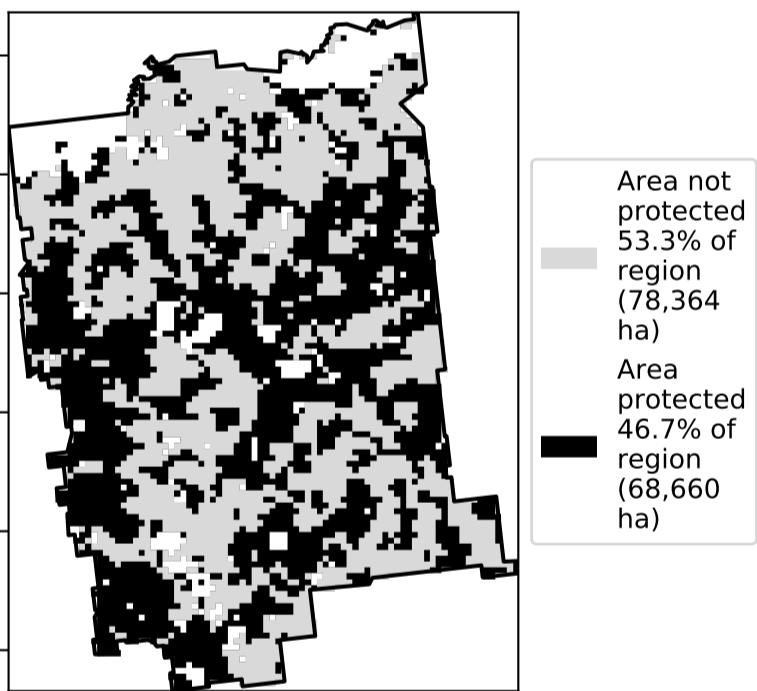 Area not
protected
53.3% of
region
(78,364
ha)
Area
protected
46.7% of
region
(68,660
ha)